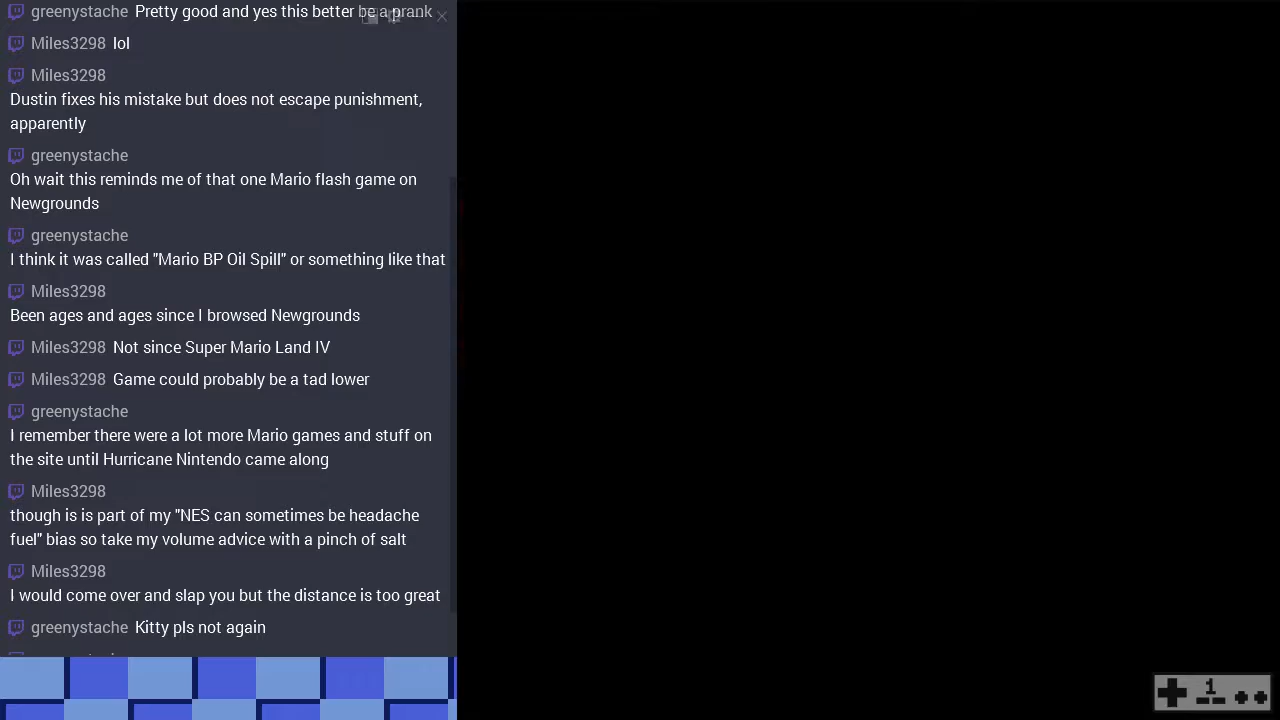 greenystache Pretty good and yes this better be a prank
Miles3298 lol
Miles3298
Dustin fixes his mistake but does not escape punishment,
apparently
greenystache
Oh wait this reminds me of that one Mario flash game on
Newgrounds
greenystache
I think it was called "Mario BP Oil Spill" or something like that
Miles3298
Been ages and ages since I browsed Newgrounds
Miles3298 Not since Super Mario Land IV
Miles3298 Game could probably be a tad lower
greenystache
I remember there were a lot more Mario games and stuff on
the site until Hurricane Nintendo came along
Miles3298
though is is part of my "NES can sometimes be headache
fuel" bias so take my volume advice with a pinch of salt
Miles3298
I would come over and slap you but the distance is too great
greenystache Kitty pls not again
1